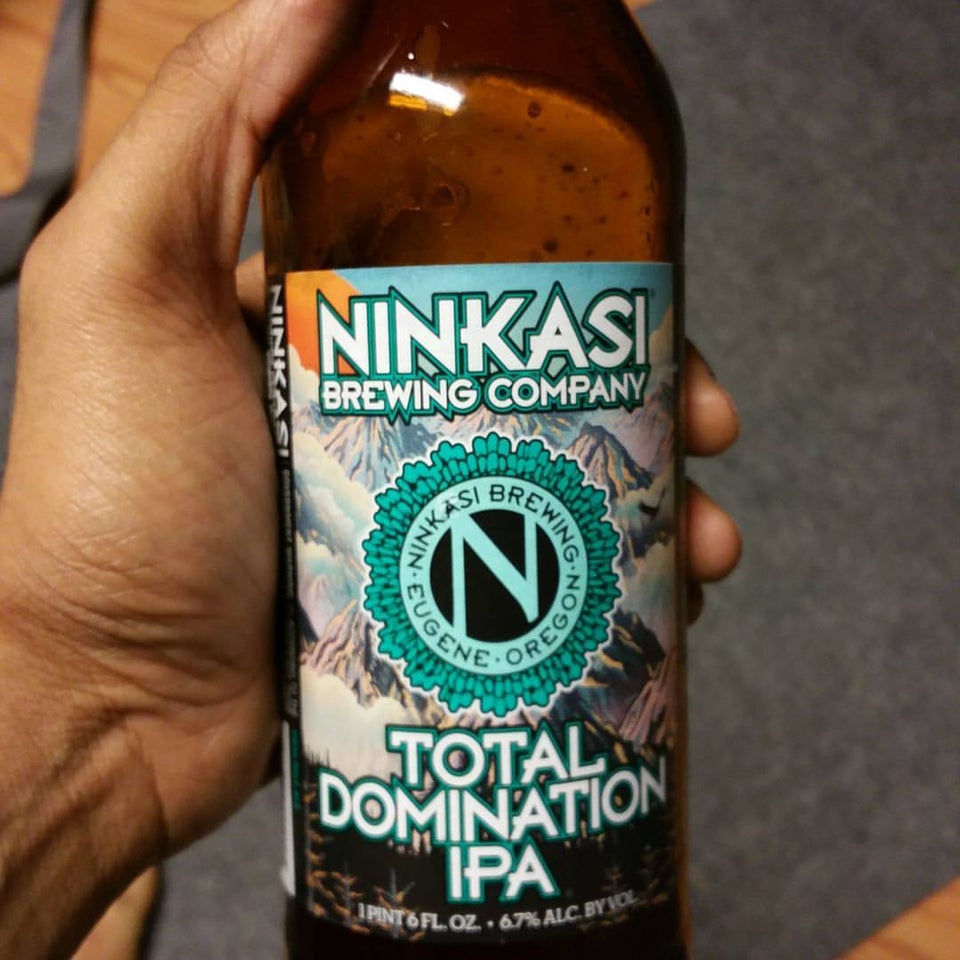 NINKASI
BREWING COMPANY
NINKASI
NINKASI BREWING
· EUGENE · OREGON ·
N
TOTAL
DOMINATION
IPA
1 PINT 6 FL. OZ. • 6.7% ALC. BY VOL.